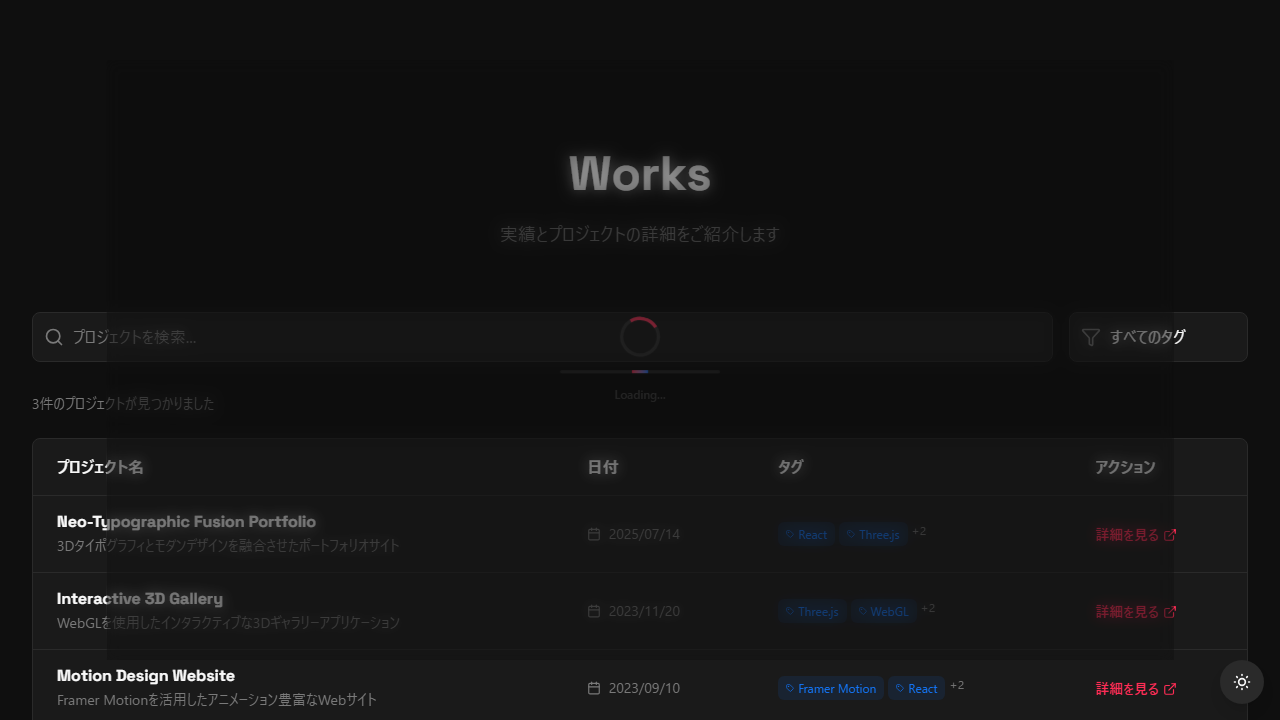 Works
実績とプロジェクトの詳細をご紹介します
プロジェクトを検索...
すべてのタグ
Loading...
3件のプロジェクトが見つかりました
プロジェクト名 日付 タグ アクション
Neo-Typographic Fusion Portfolio
3Dタイポグラフィとモダンデザインを融合させたポートフォリオサイト
2025/07/14 React Three.js +2 詳細を見る
Interactive 3D Gallery
WebGLを使用したインタラクティブな3Dギャラリーアプリケーション
2023/11/20 Three.js WebGL +2 詳細を見る
Motion Design Website
Framer Motionを活用したアニメーション豊富なWebサイト
2023/09/10 Framer Motion React +2 詳細を見る